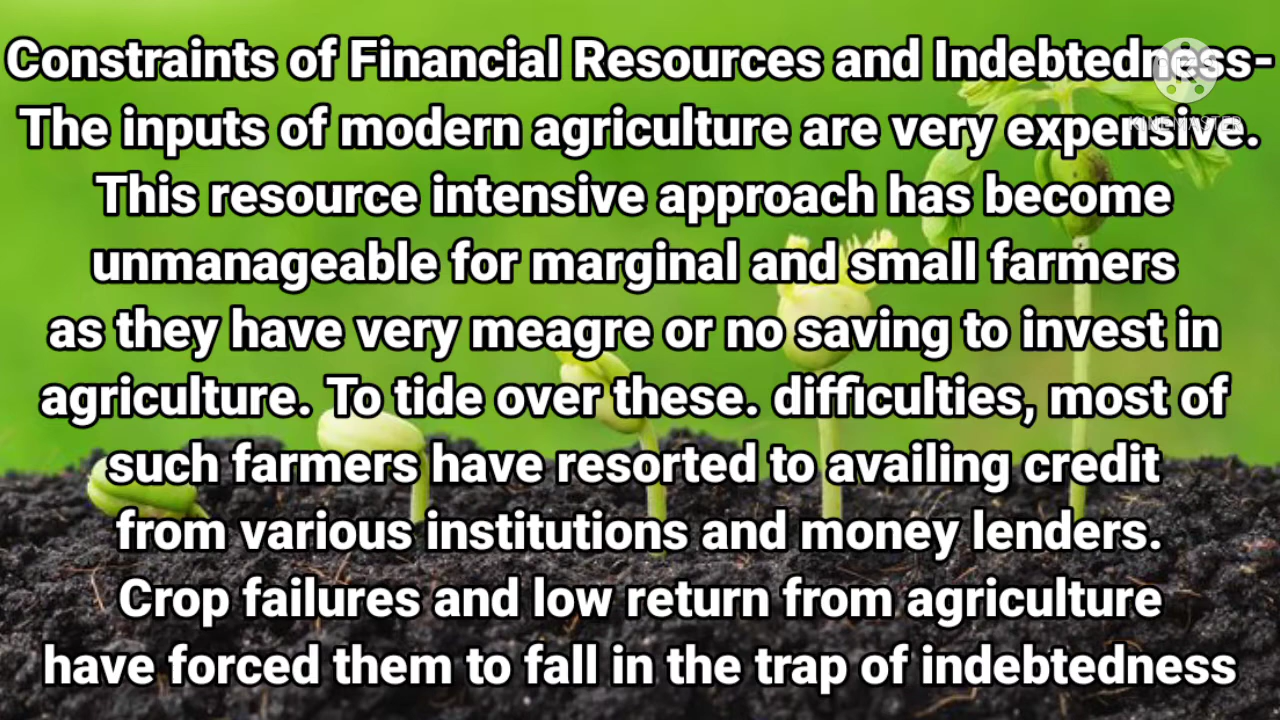 Constraints of Financial Resources and Indebtedness-
The inputs of modern agriculture are very expensive.
This resource intensive approach has become
unmanageable for marginal and small farmers
as they have very meagre or no saving to invest in
agriculture. To tide over these. difficulties, most of
such farmers have resorted to availing credit
from various institutions and money lenders.
Crop failures and low return from agriculture
have forced them to fall in the trap of indebtedness
KINEMASTER